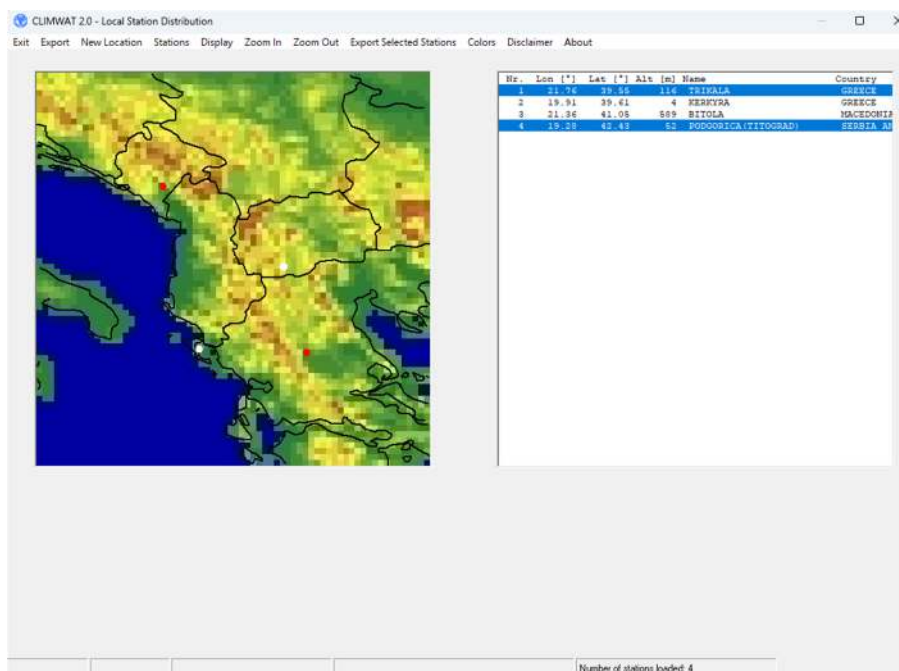 CLIMWAT 2.0 - Local Station Distribution
Exit Export New Location Stations Display Zoom In Zoom Out Export Selected Stations Colors Disclaimer About
Nr. Lon [°] Lat [°] Alt [m] Name Country
1 21.76 39.55 116 TRIKALA GREECE
2 19.91 39.61 4 KERKYRA GREECE
3 21.36 41.05 589 BITOLA MACEDONIA
4 19.28 42.43 52 PODGORICA(TITOGRAD) SERBIA AN
Number of stations loaded: 4